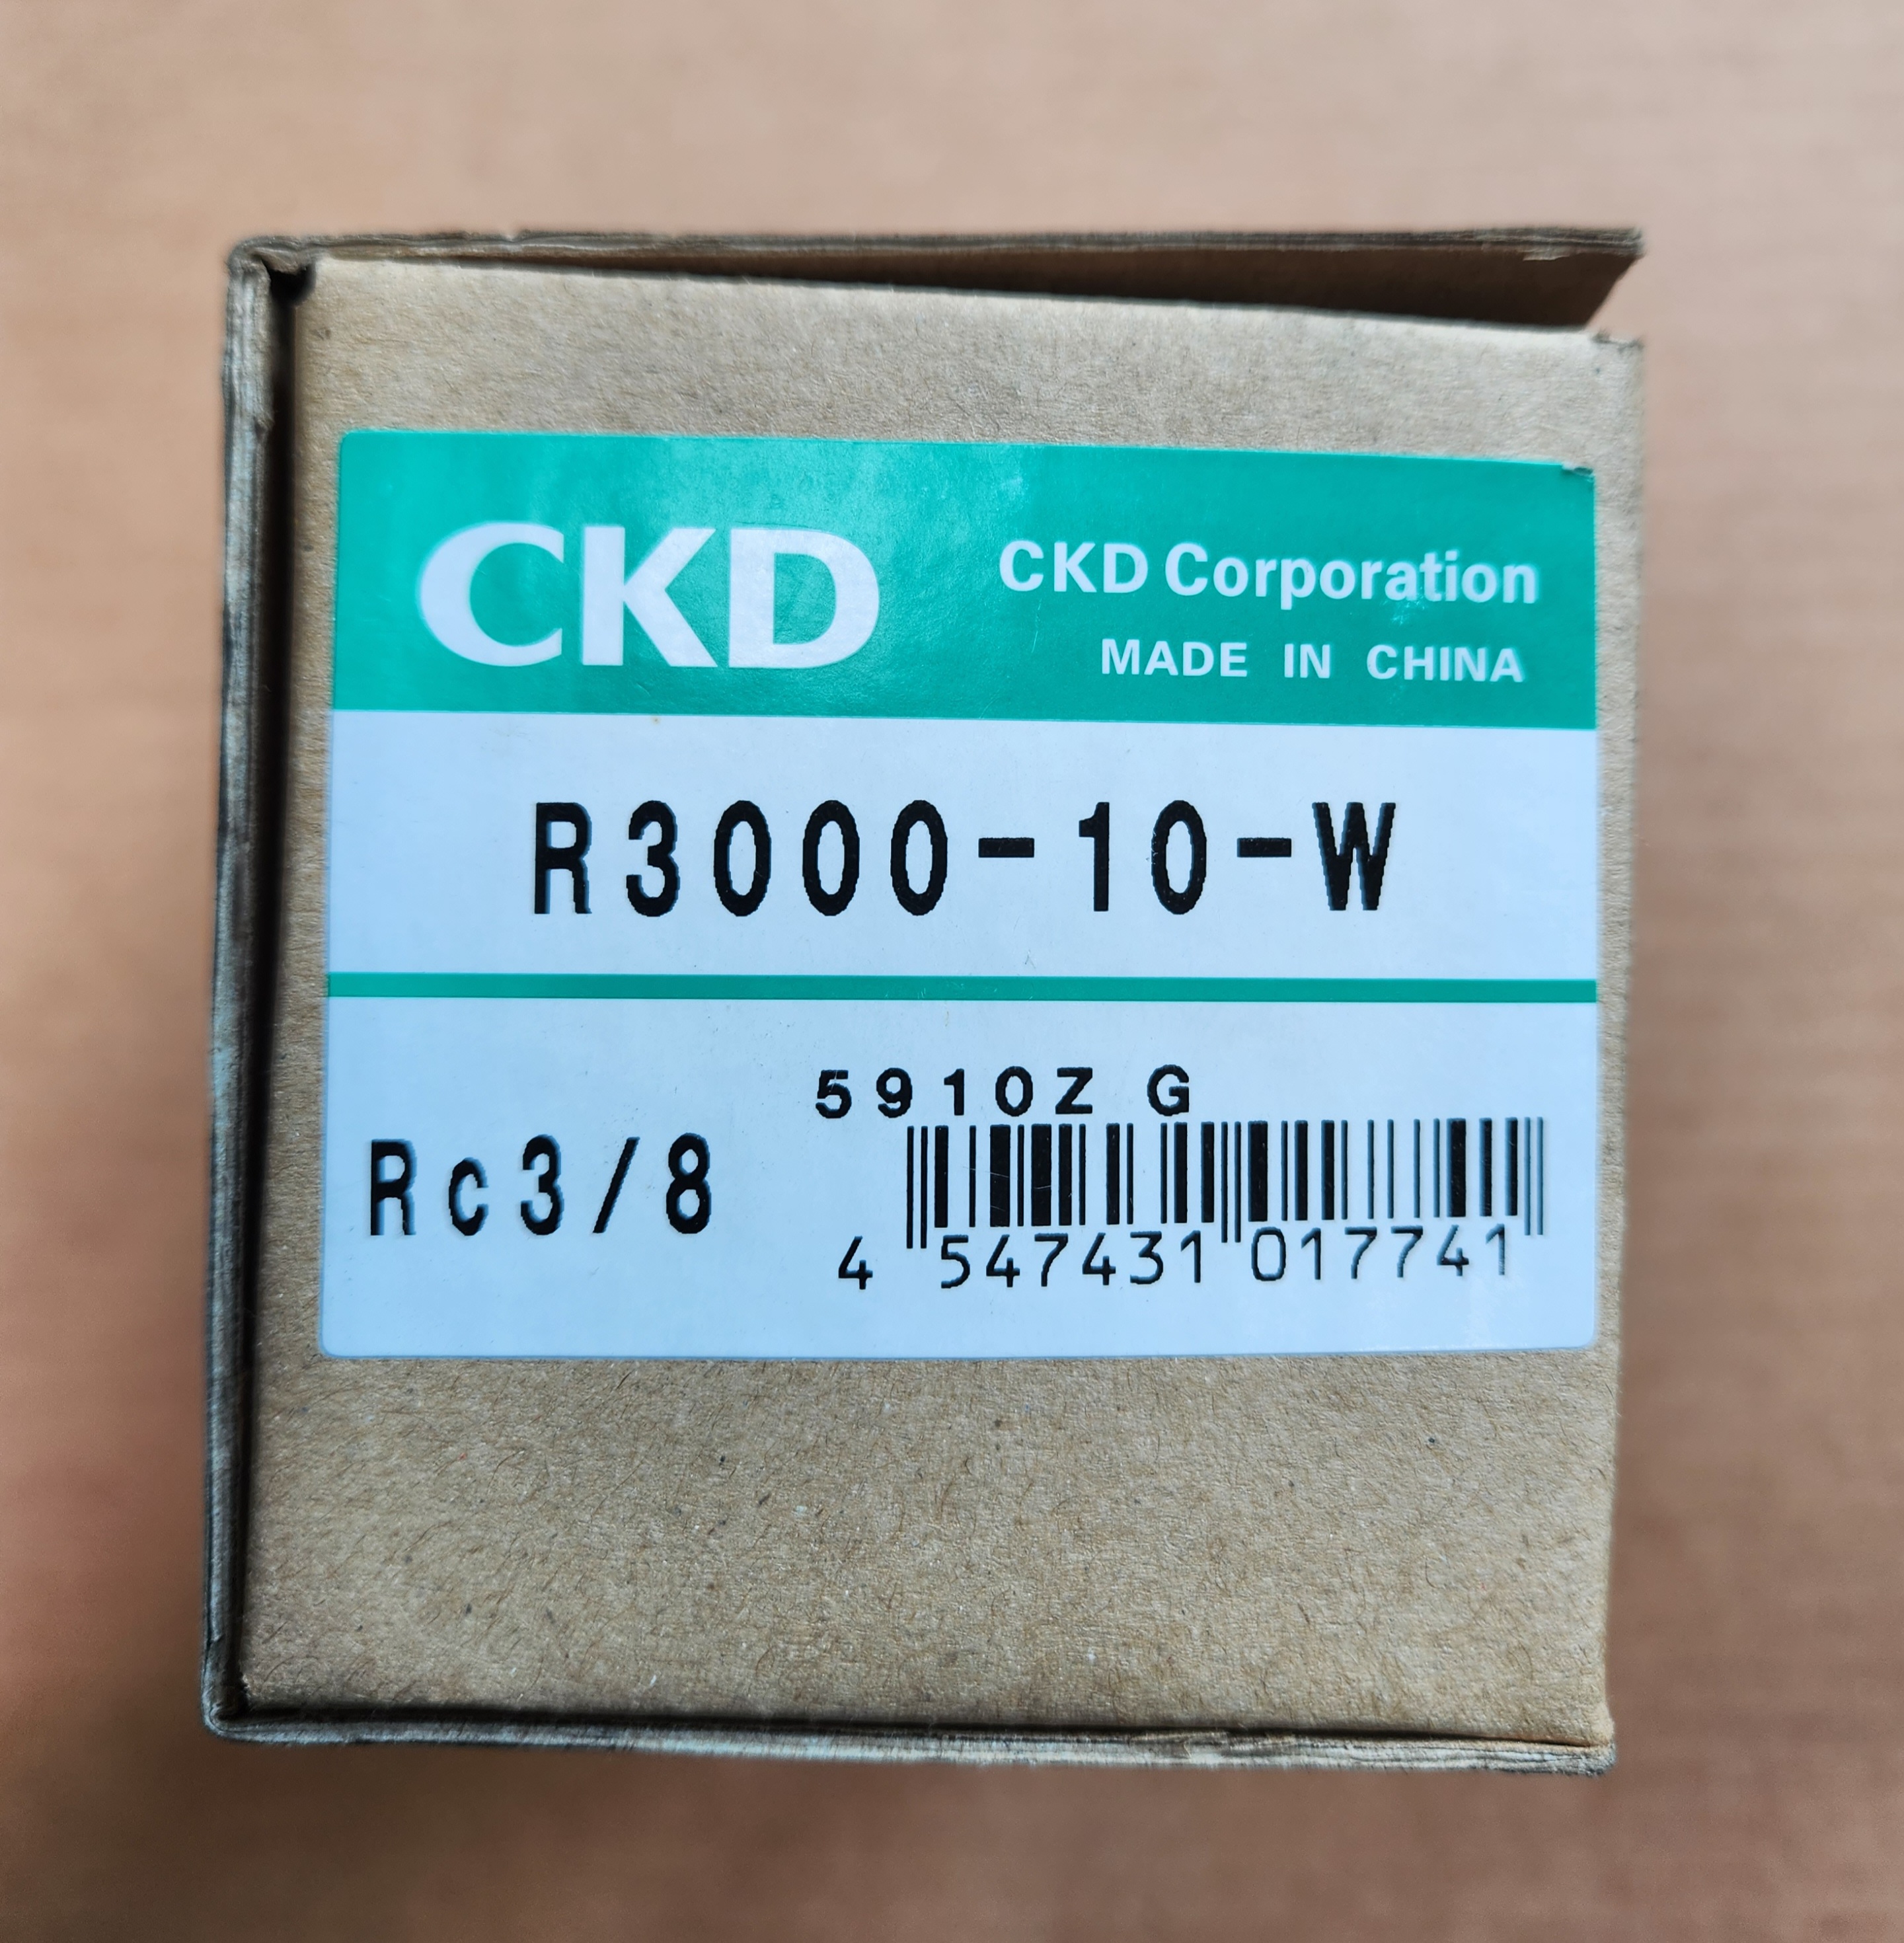 CKD
CKD Corporation
MADE IN CHINA
R3000-10-W
5910Z G
Rc3/8
4 547431 017741